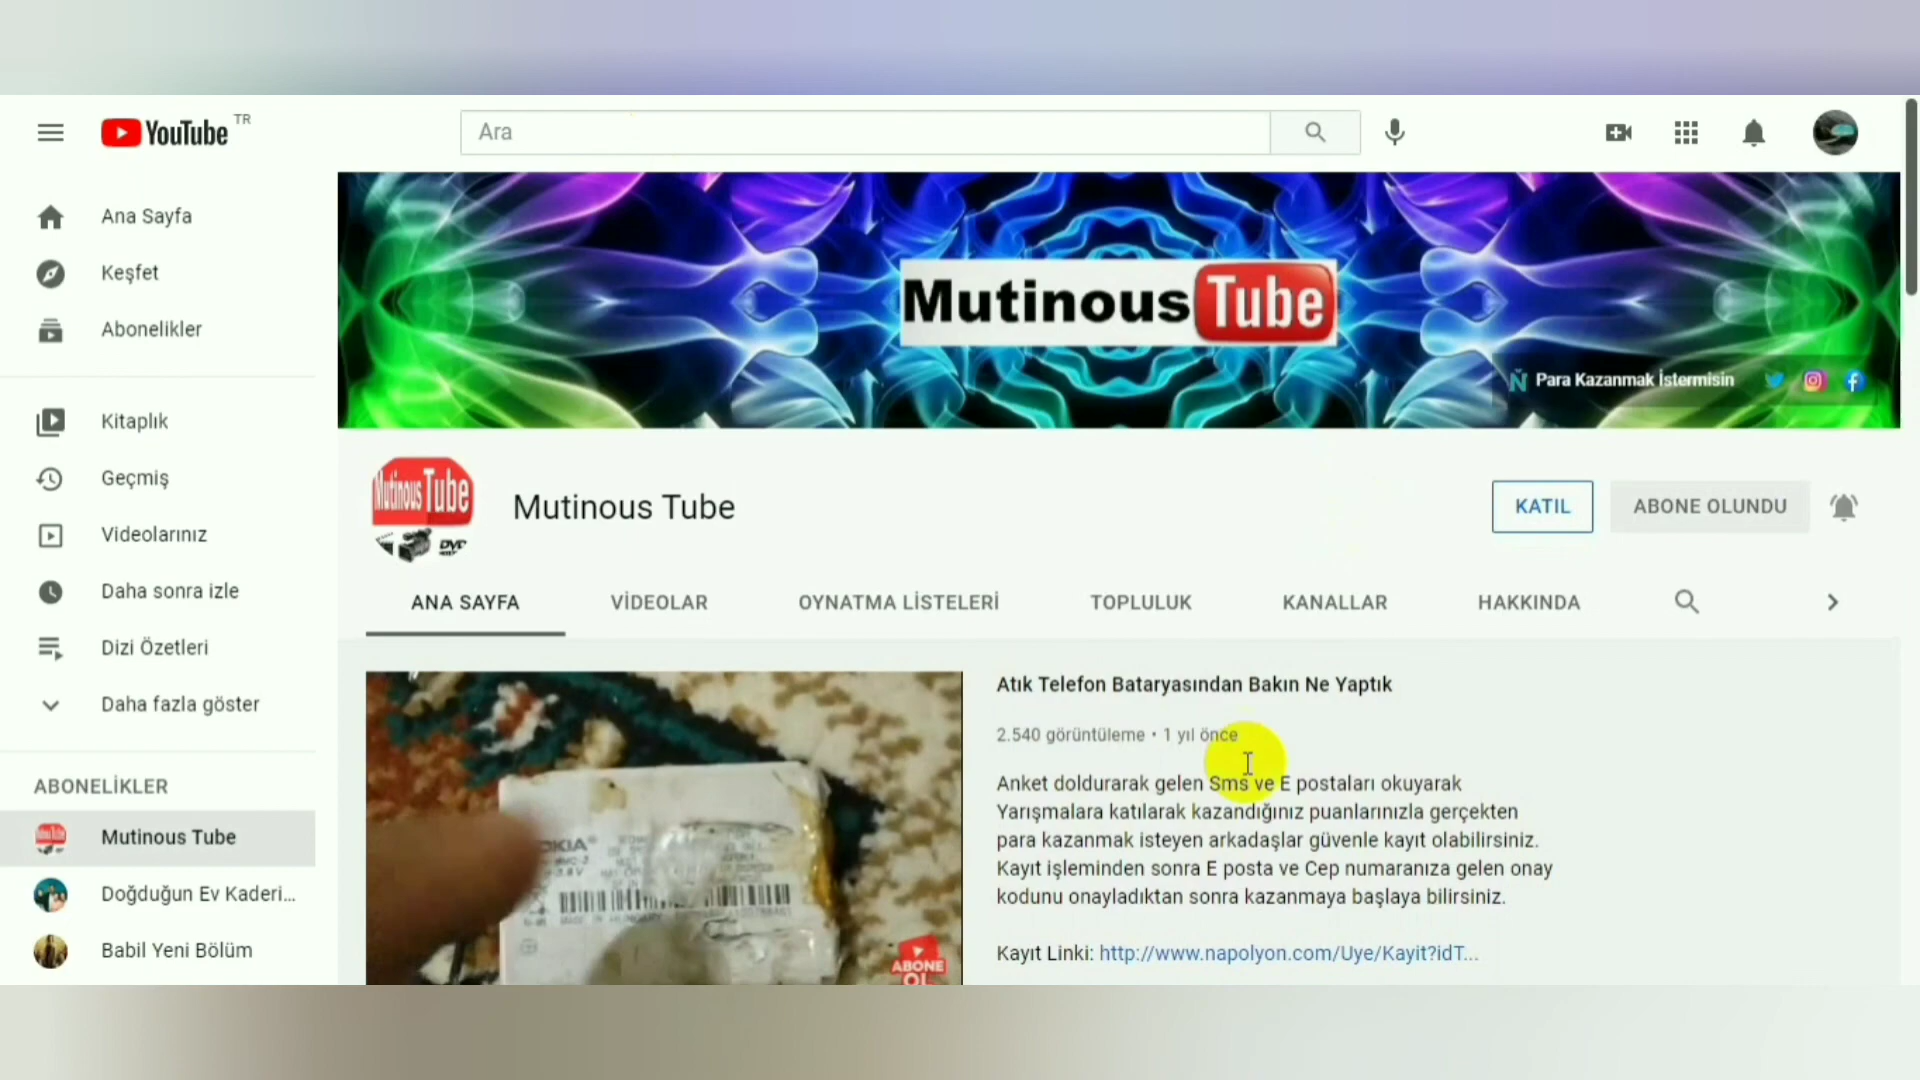 YouTube TR
Ara
Ana Sayfa
Keşfet
Abonelikler
Kitaplık
Geçmiş
Videolarınız
Daha sonra izle
Dizi Özetleri
Daha fazla göster
ABONELİKLER
Mutinous Tube
Doğduğun Ev Kaderi...
Babil Yeni Bölüm
Mutinous Tube
Para Kazanmak İstermisin
Mutinous Tube
DVD
Mutinous Tube
KATIL
ABONE OLUNDU
ANA SAYFA
VİDEOLAR
OYNATMA LİSTELERİ
TOPLULUK
KANALLAR
HAKKINDA
ABONE
OL
Atık Telefon Bataryasından Bakın Ne Yaptık
2.540 görüntüleme • 1 yıl önce
Anket doldurarak gelen Sms ve E postaları okuyarak
Yarışmalara katılarak kazandığınız puanlarınızla gerçekten
para kazanmak isteyen arkadaşlar güvenle kayıt olabilirsiniz.
Kayıt işleminden sonra E posta ve Cep numaranıza gelen onay
kodunu onayladıktan sonra kazanmaya başlaya bilirsiniz.
Kayıt Linki: http://www.napolyon.com/Uye/Kayit?idT...